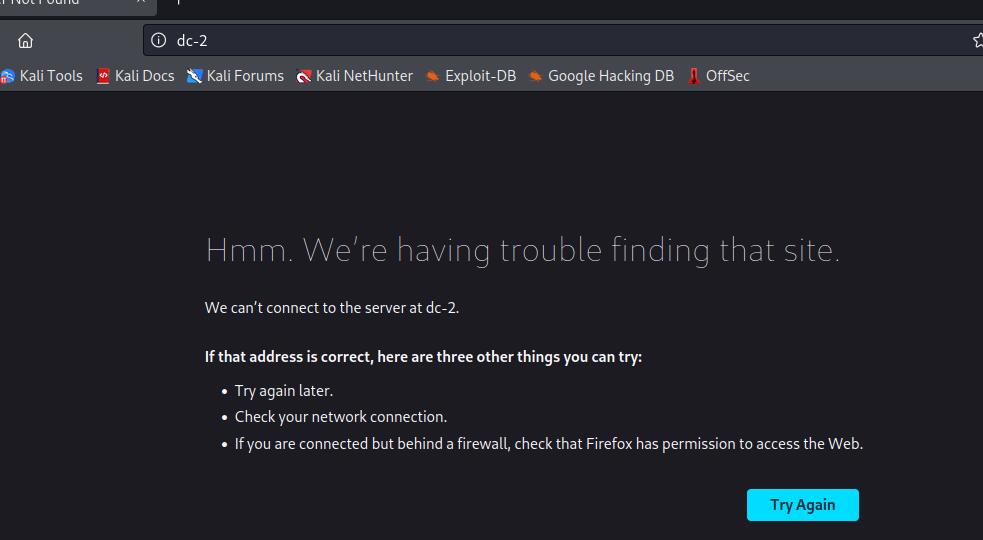 Not Found
dc-2
Kali Tools Kali Docs Kali Forums Kali NetHunter Exploit-DB Google Hacking DB OffSec
Hmm. We're having trouble finding that site.
We can't connect to the server at dc-2.
If that address is correct, here are three other things you can try:
Try again later.
Check your network connection.
If you are connected but behind a firewall, check that Firefox has permission to access the Web.
Try Again